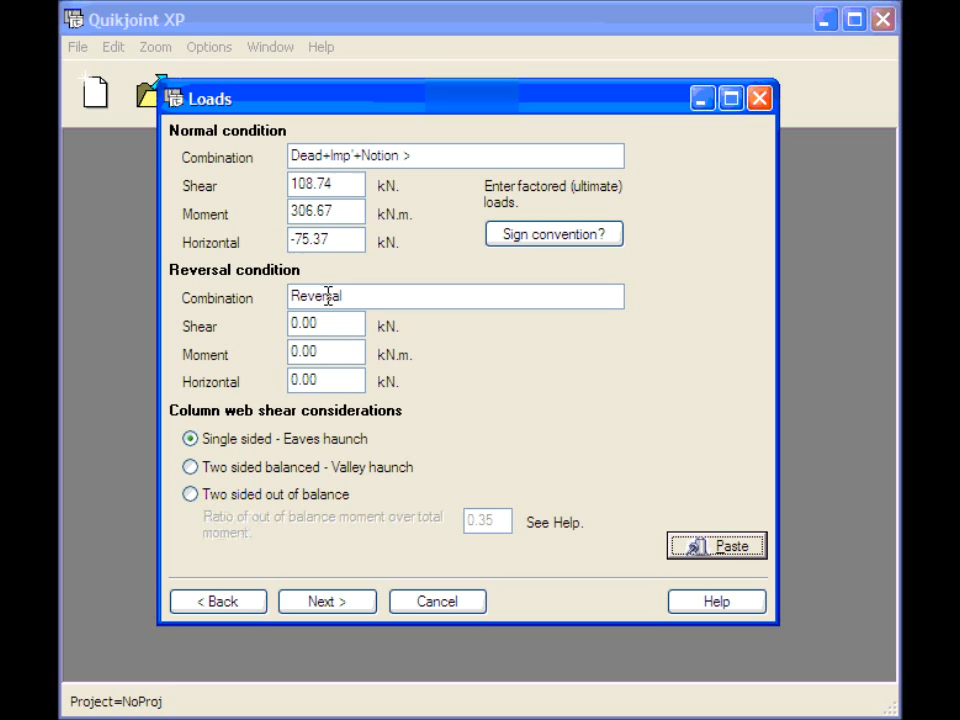 Quikjoint XP
File Edit Zoom Options Window Help
Loads
Normal condition
Combination Dead+Imp'+Notion >
Shear 108.74 kN.
Moment 306.67 kN.m.
Horizontal -75.37 kN.
Enter factored (ultimate)
loads.
Sign convention?
Reversal condition
Combination Reversal
Shear 0.00 kN.
Moment 0.00 kN.m.
Horizontal 0.00 kN.
Column web shear considerations
Single sided - Eaves haunch
Two sided balanced - Valley haunch
Two sided out of balance
Ratio of out of balance moment over total
moment.
0.35 See Help.
Paste
< Back Next > Cancel Help
Project=NoProj